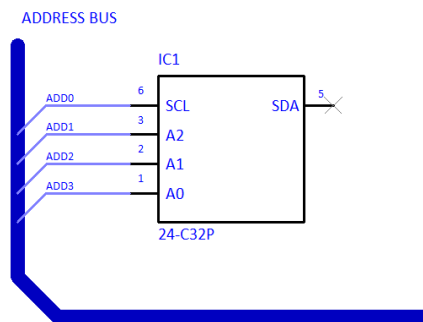 ADDRESS BUS
IC1
ADD0 6 SCL SDA 5
ADD1 3 A2
ADD2 2 A1
ADD3 1 A0
24-C32P